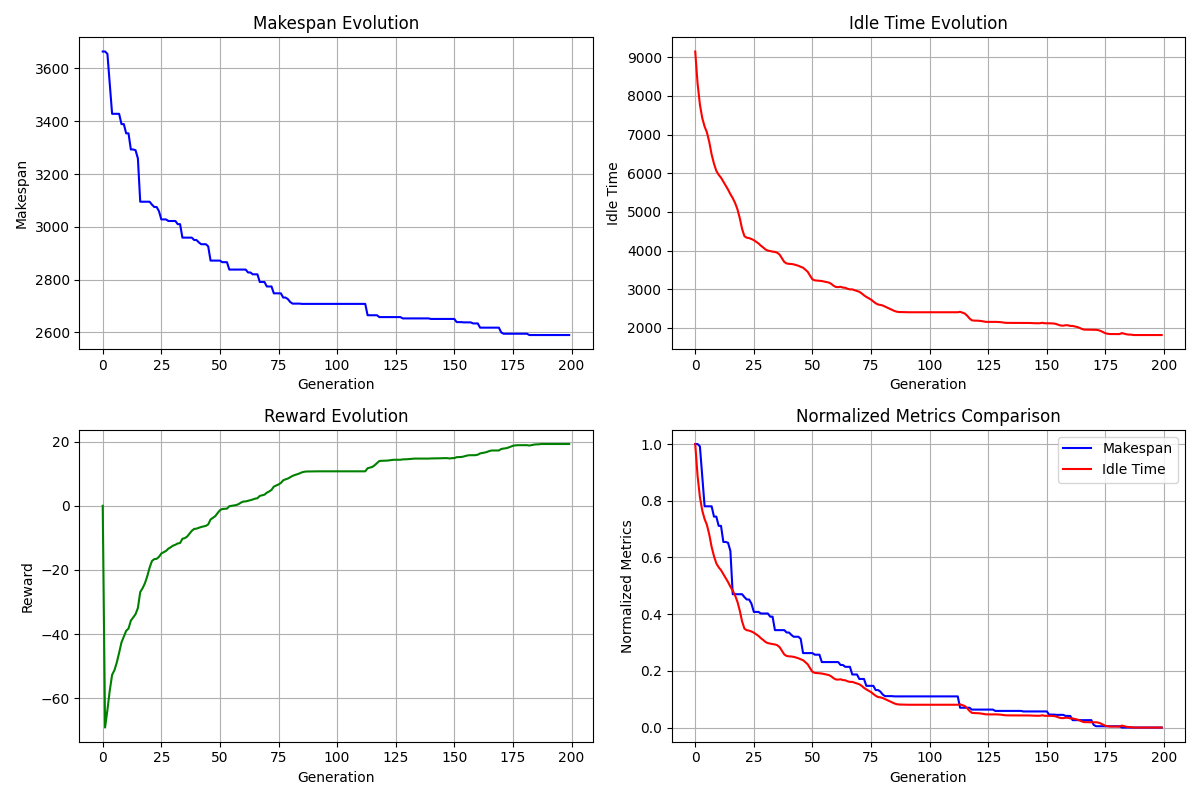 Makespan Evolution
3600
3400
3200
3000
2800
2600
Makespan
0 25 50 75 100 125 150 175 200
Generation
Idle Time Evolution
9000
8000
7000
6000
5000
4000
3000
2000
Idle Time
0 25 50 75 100 125 150 175 200
Generation
Reward Evolution
20
0
−20
−40
−60
Reward
0 25 50 75 100 125 150 175 200
Generation
Normalized Metrics Comparison
1.0
0.8
0.6
0.4
0.2
0.0
Normalized Metrics
Makespan
Idle Time
0 25 50 75 100 125 150 175 200
Generation